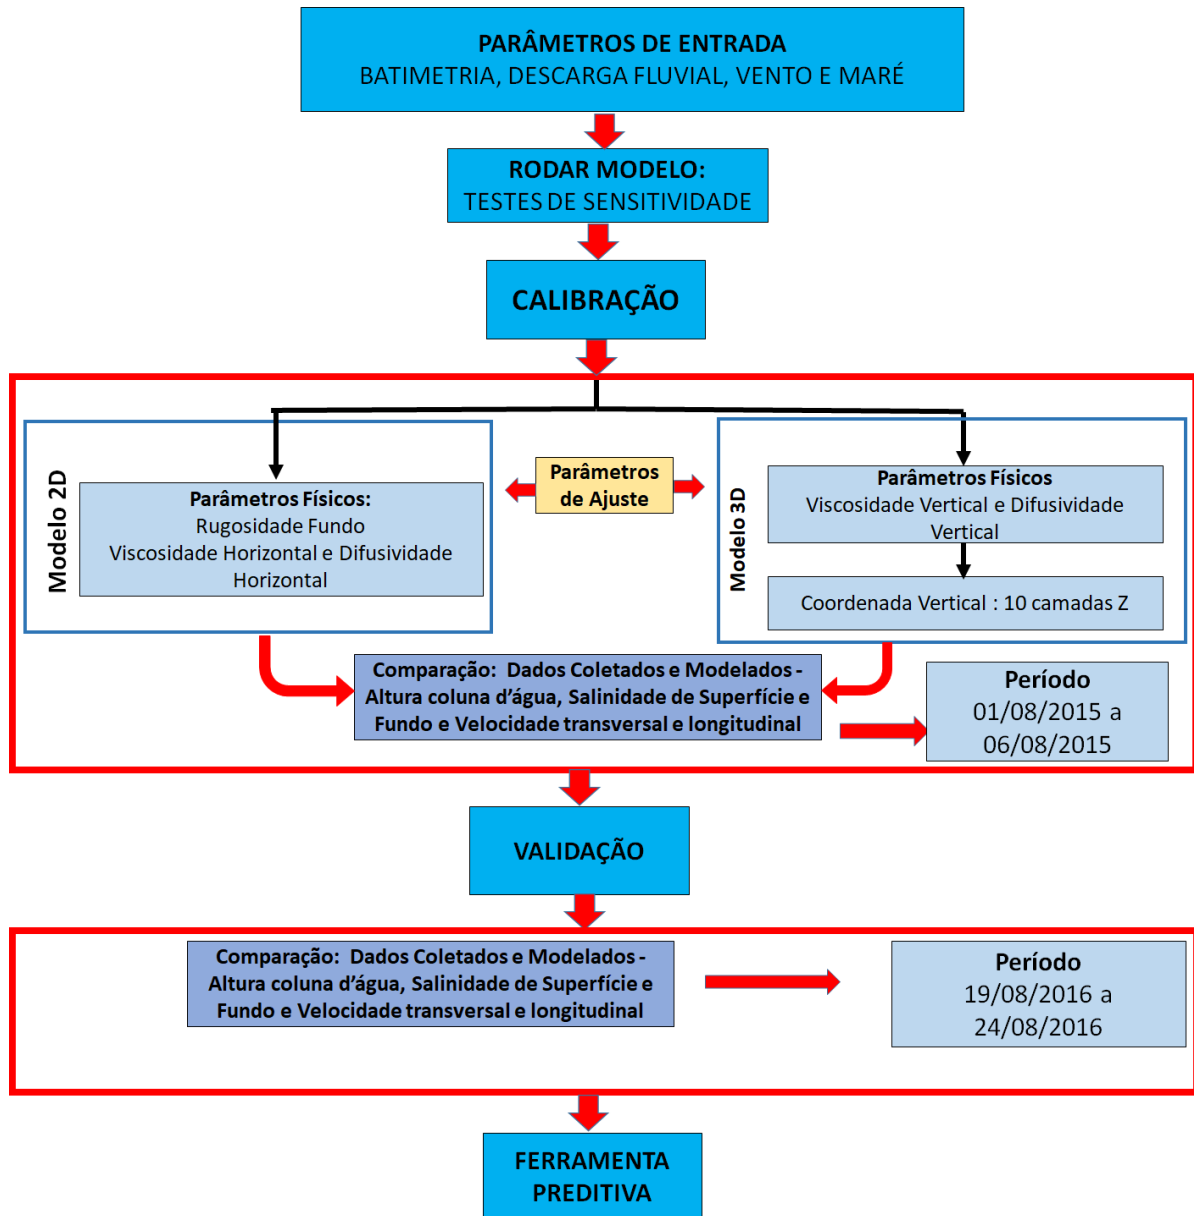 PARÂMETROS DE ENTRADA
BATIMETRIA, DESCARGA FLUVIAL, VENTO E MARÉ
RODAR MODELO:
TESTES DE SENSITIVIDADE
CALIBRAÇÃO
Modelo 2D
Parâmetros Físicos:
Rugosidade Fundo
Viscosidade Horizontal e Difusividade
Horizontal
Parâmetros
de Ajuste
Modelo 3D
Parâmetros Físicos
Viscosidade Vertical e Difusividade
Vertical
Coordenada Vertical : 10 camadas Z
Comparação: Dados Coletados e Modelados -
Altura coluna d'água, Salinidade de Superfície e
Fundo e Velocidade transversal e longitudinal
Período
01/08/2015 a
06/08/2015
VALIDAÇÃO
Comparação: Dados Coletados e Modelados -
Altura coluna d'água, Salinidade de Superfície e
Fundo e Velocidade transversal e longitudinal
Período
19/08/2016 a
24/08/2016
FERRAMENTA
PREDITIVA